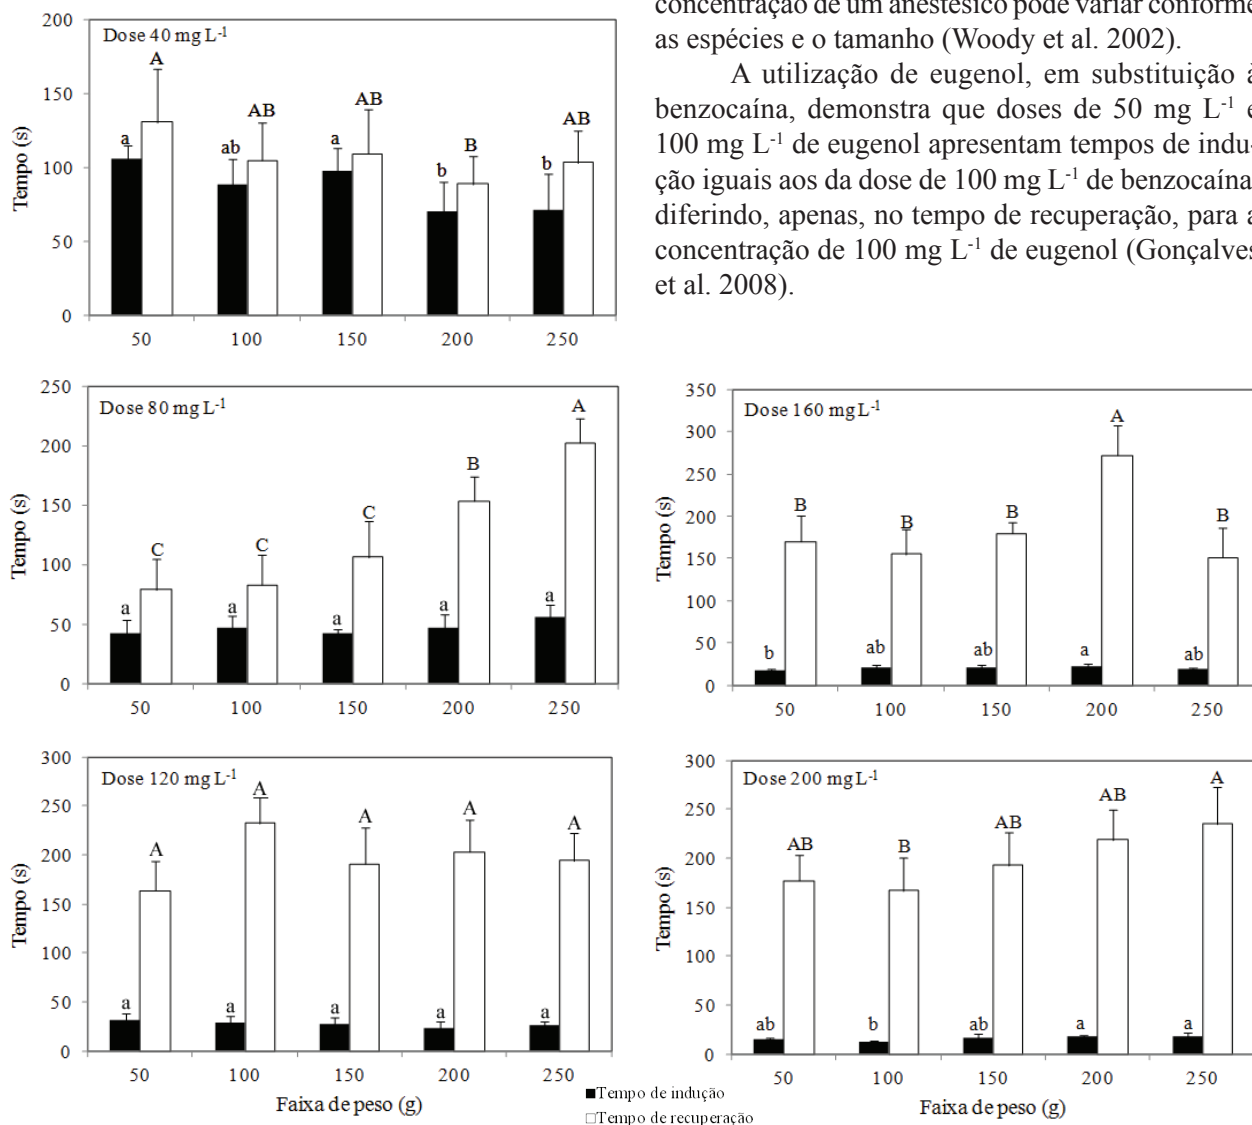 concentração de um anestésico pode variar conforme
as espécies e o tamanho (Woody et al. 2002).
A utilização de eugenol, em substituição à
benzocaína, demonstra que doses de 50 mg L-1 e
100 mg L-1 de eugenol apresentam tempos de indu-
ção iguais aos da dose de 100 mg L-1 de benzocaína
diferindo, apenas, no tempo de recuperação, para a
concentração de 100 mg L-1 de eugenol (Gonçalves
et al. 2008).
Dose 40 mg L-1
Tempo (s)
200
150
100
50
0
A
AB
AB
B
AB
a
ab
a
b
b
50 100 150 200 250
Dose 80 mg L-1
Tempo (s)
250
200
150
100
50
0
C
C
C
B
A
a
a
a
a
a
50 100 150 200 250
Dose 160 mg L-1
Tempo (s)
350
300
250
200
150
100
50
0
B
B
B
A
B
b
ab
ab
a
ab
50 100 150 200 250
Dose 120 mg L-1
Tempo (s)
300
250
200
150
100
50
0
A
A
A
A
A
a
a
a
a
a
50 100 150 200 250
Faixa de peso (g)
Dose 200 mg L-1
Tempo (s)
300
250
200
150
100
50
0
AB
B
AB
AB
A
ab
b
ab
a
a
50 100 150 200 250
Faixa de peso (g)
Tempo de indução
Tempo de recuperação